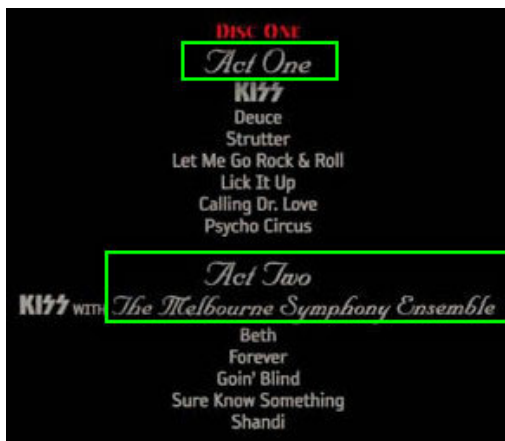 DISC ONE
Act One
KISS
Deuce
Strutter
Let Me Go Rock & Roll
Lick It Up
Calling Dr. Love
Psycho Circus
Act Two
KISS WITH The Melbourne Symphony Ensemble
Beth
Forever
Goin' Blind
Sure Know Something
Shandi